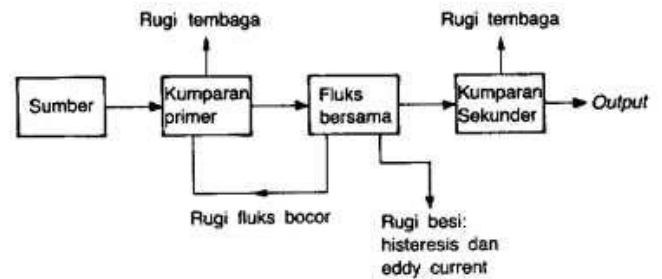 Rugi tembaga
Rugi tembaga
Sumber
Kumparan
primer
Fluks
bersama
Kumparan
Sekunder
Output
Rugi fluks bocor
Rugi besi:
histeresis dan
eddy current